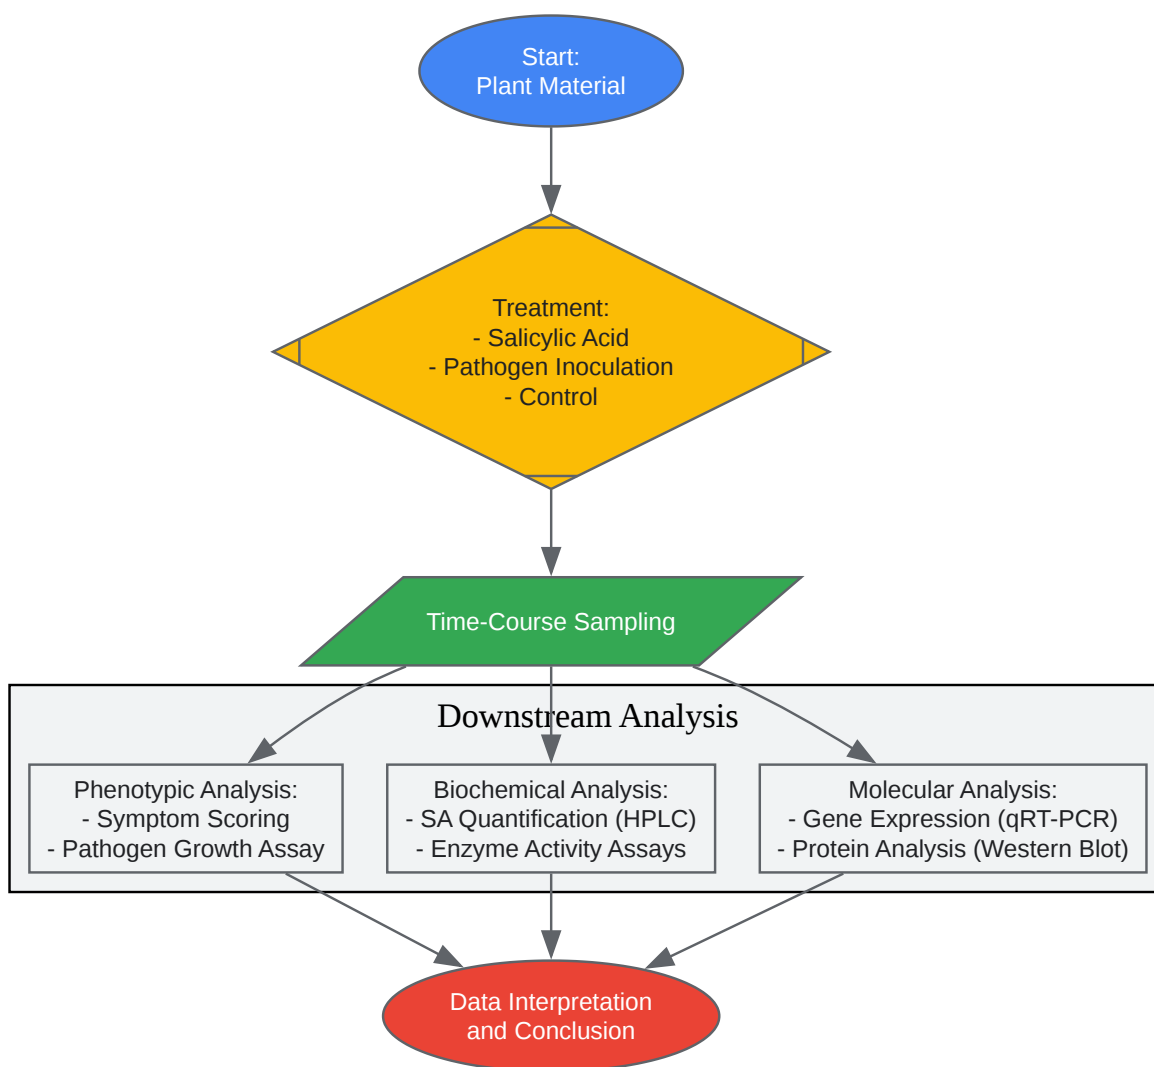 Start:
Plant Material
Treatment:
- Salicylic Acid
- Pathogen Inoculation
- Control
Time-Course Sampling
Downstream Analysis
Phenotypic Analysis:
- Symptom Scoring
- Pathogen Growth Assay
Biochemical Analysis:
- SA Quantification (HPLC)
- Enzyme Activity Assays
Molecular Analysis:
- Gene Expression (qRT-PCR)
- Protein Analysis (Western Blot)
Data Interpretation
and Conclusion